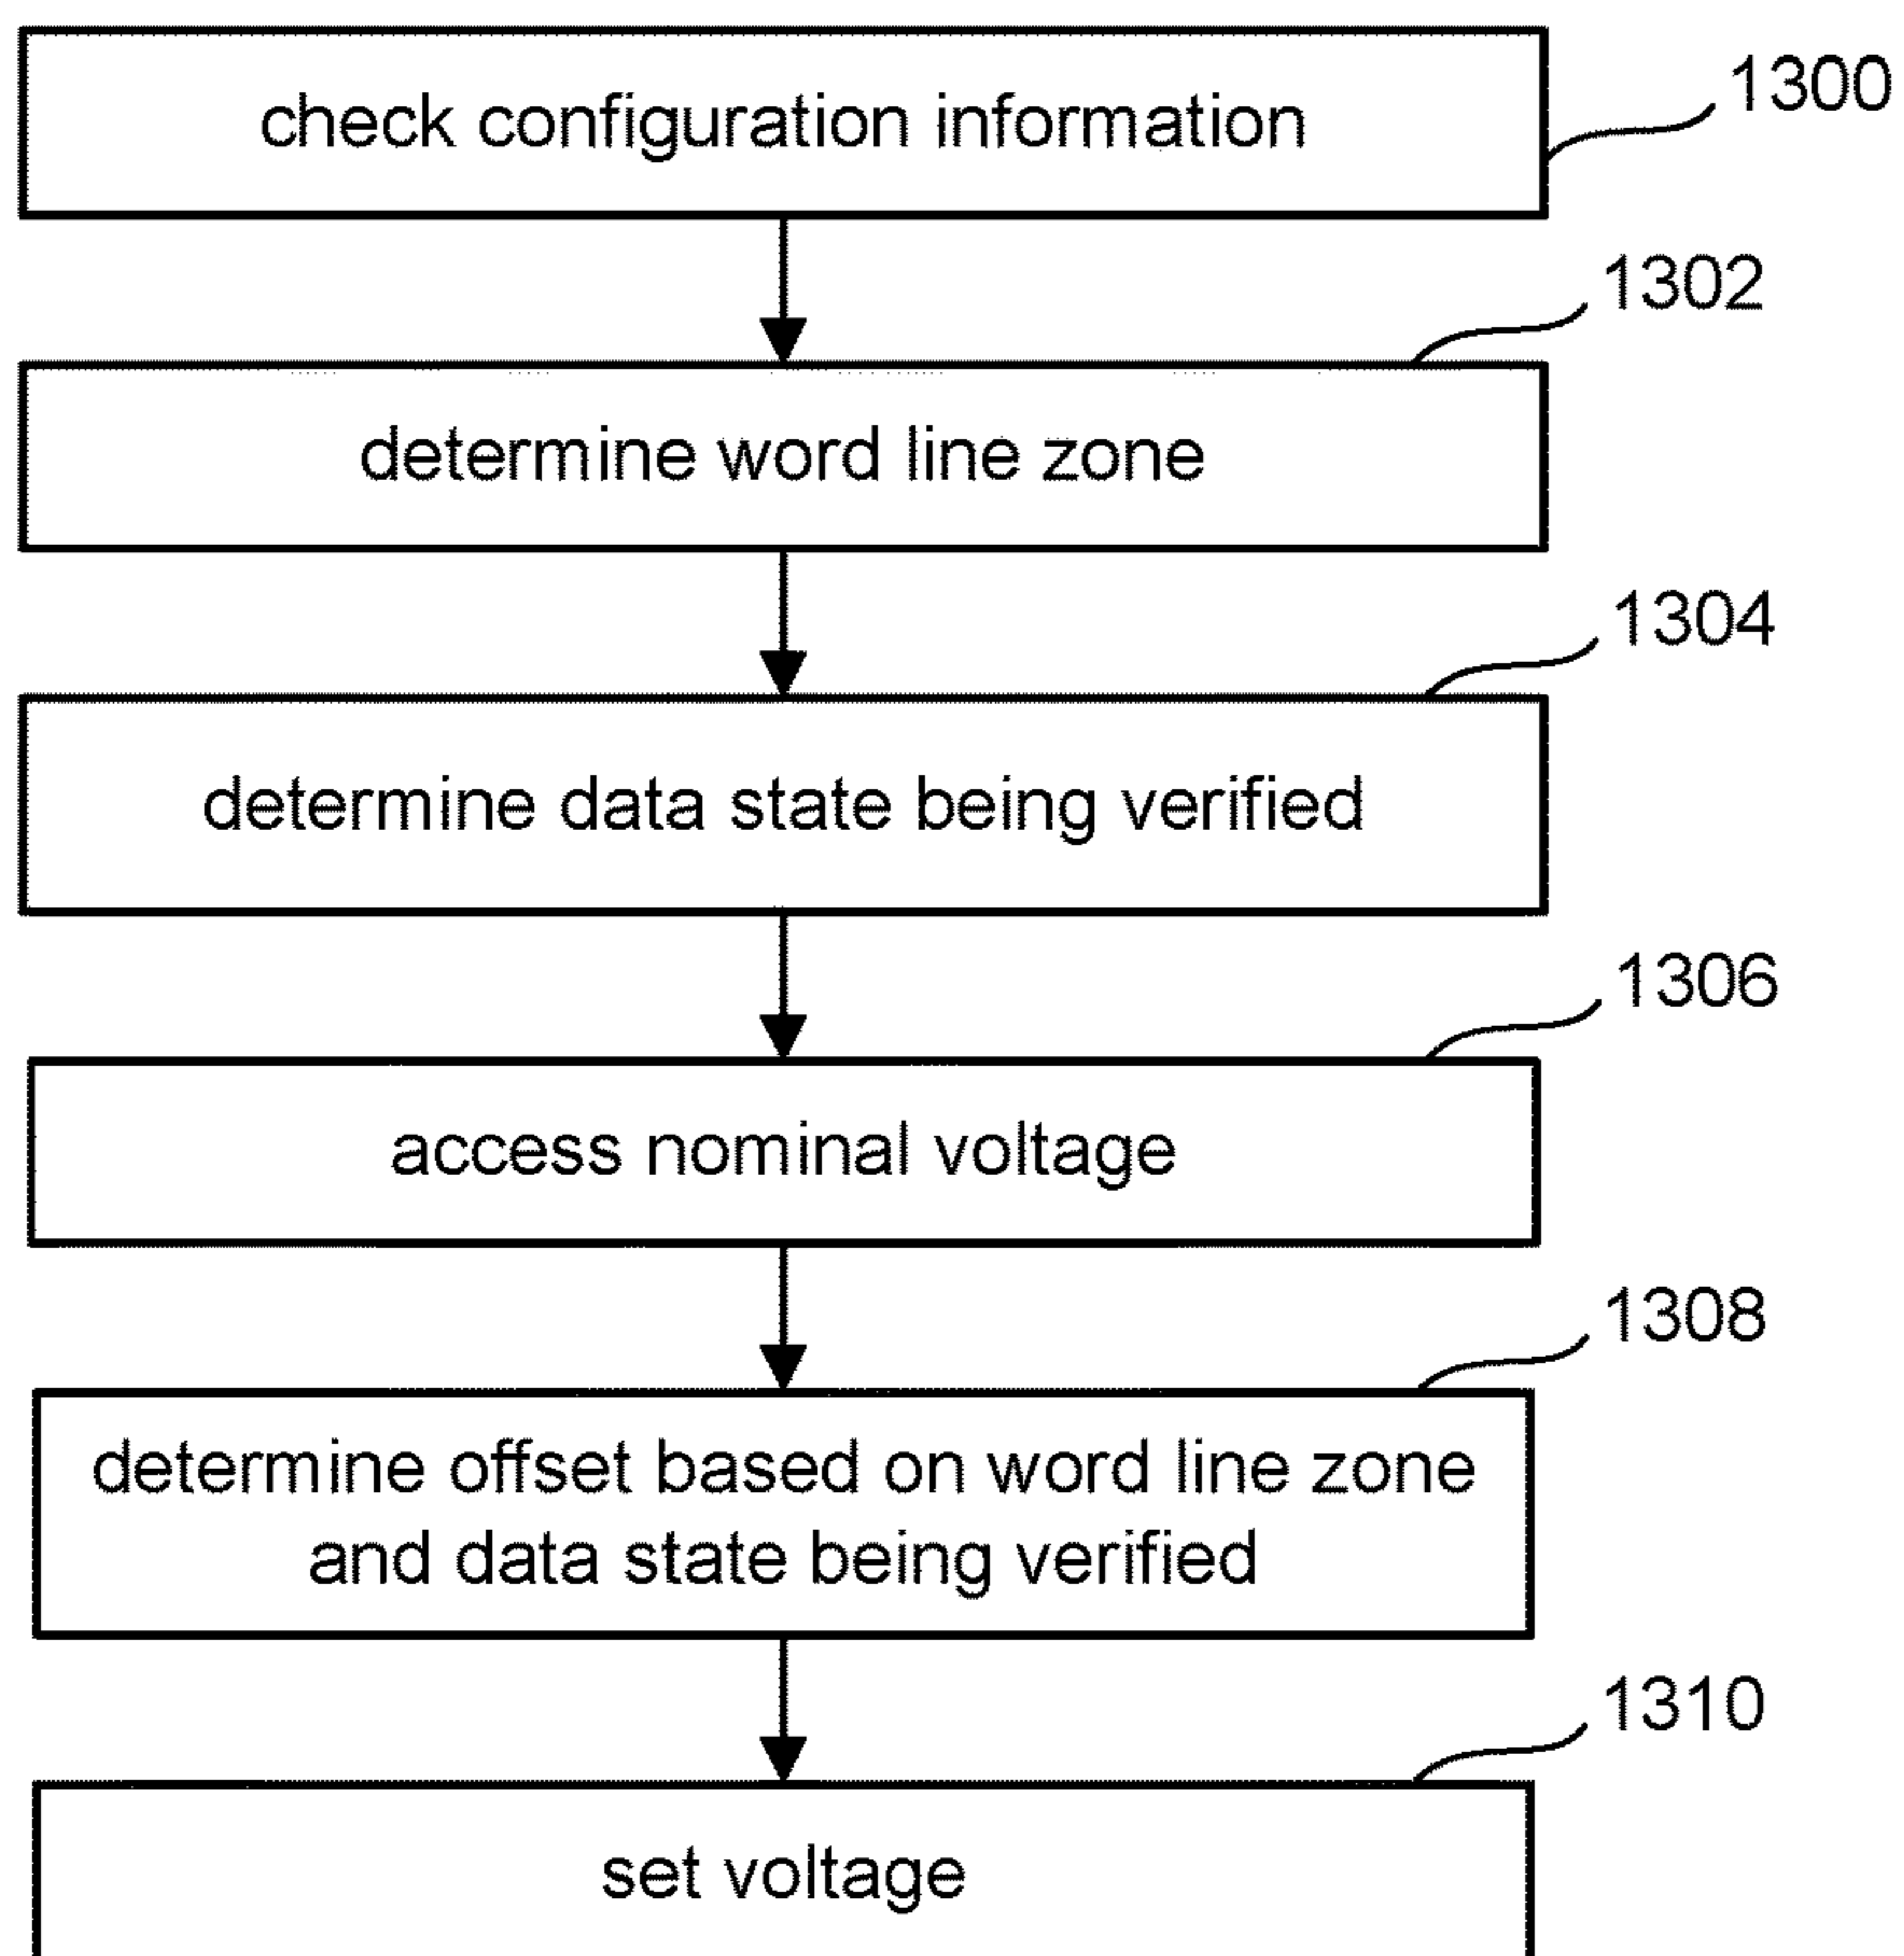 check configuration information
1300
1302
determine word line zone
1304
determine data state being verified
1306
access nominal voltage
1308
determine offset based on word line zone
and data state being verified
1310
set voltage